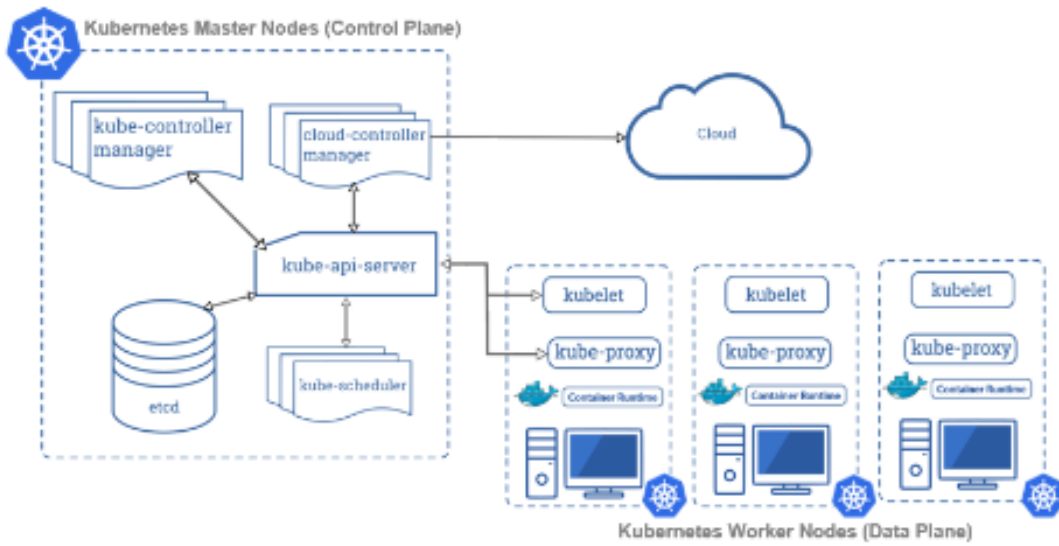 Kubernetes Master Nodes (Control Plane)
kube-controller
manager
cloud-controller
manager
Cloud
kube-api-server
etcd
kube-scheduler
kubelet
kube-proxy
Container Runtime
kubelet
kube-proxy
Container Runtime
kubelet
kube-proxy
Container Runtime
Kubernetes Worker Nodes (Data Plane)